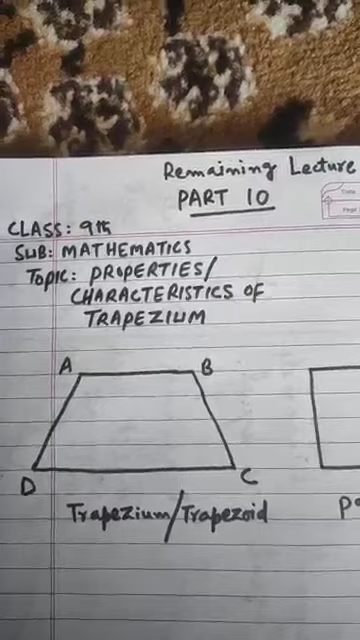 Remaining Lecture
PART 10
CLASS: 9th
SUB: MATHEMATICS
TOPIC: PROPERTIES/
CHARACTERISTICS OF
TRAPEZIUM
A B
D C
Trapezium/Trapezoid